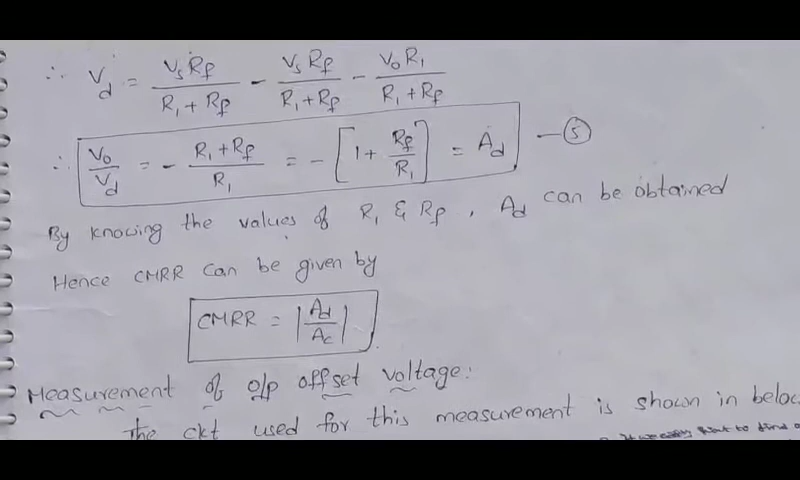 ∴ Vd = VsRf / (R1 + Rf) - VsRf / (R1 + Rf) - VoR1 / (R1 + Rf)
∴ Vo/Vd = - (R1 + Rf) / R1 = - [1 + Rf/R1] = Ad — (5)
By knowing the values of R1 & Rf, Ad can be obtained
Hence CMRR can be given by
CMRR = |Ad/Ac|
Measurement of o/p offset voltage:
The ckt used for this measurement is shown in below